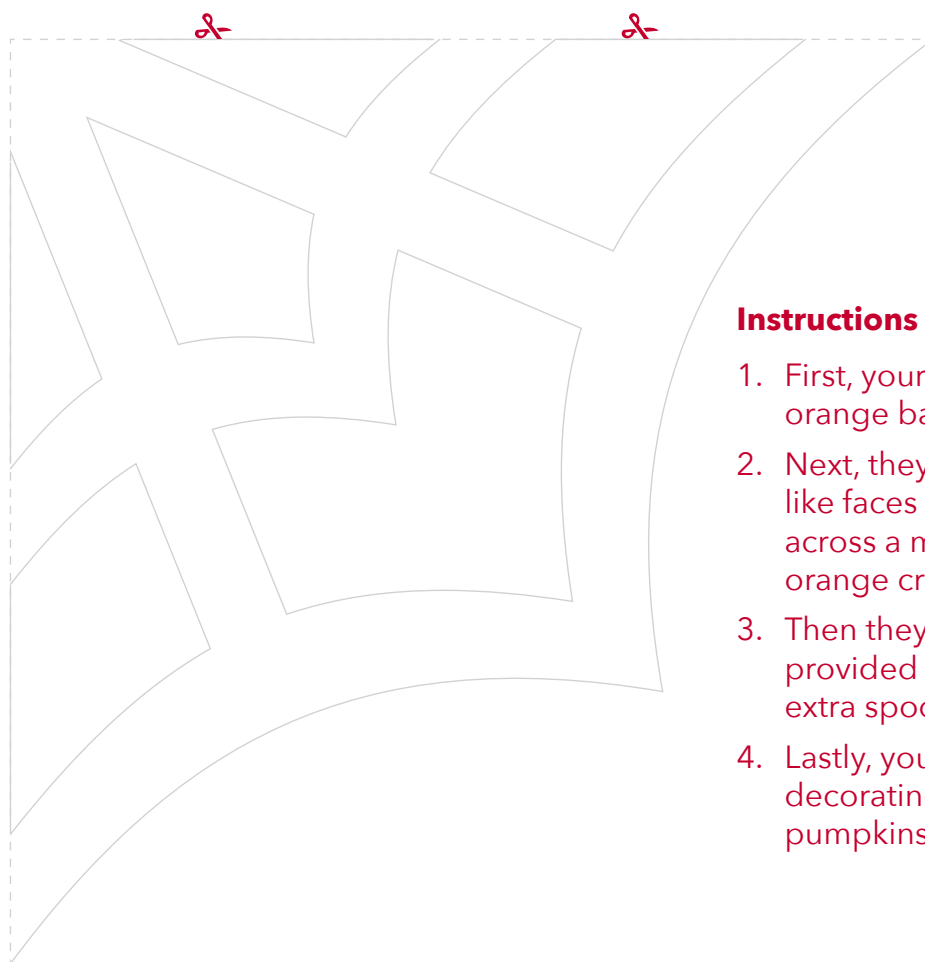 Instructions
1. First, your
orange ba
2. Next, they
like faces
across a m
orange cr
3. Then they
provided
extra spoo
4. Lastly, you
decoratin
pumpkins